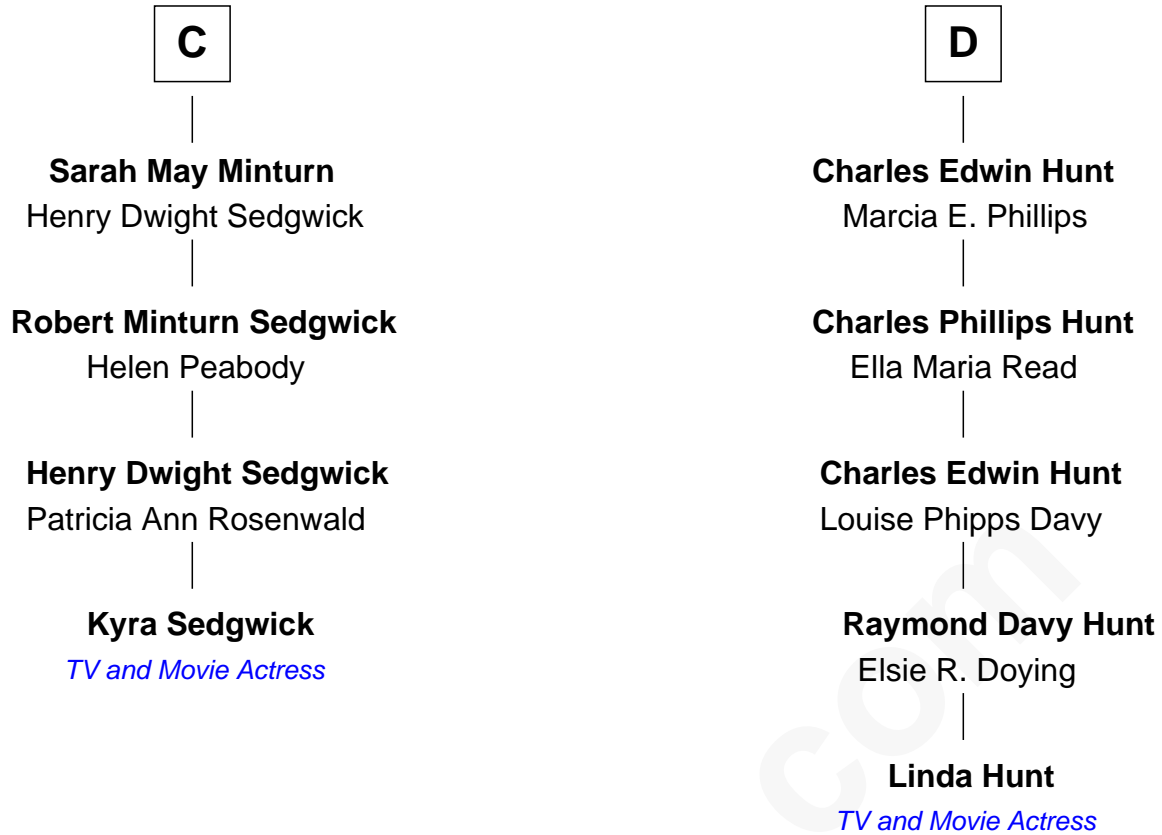 C
Sarah May Minturn
Henry Dwight Sedgwick
Robert Minturn Sedgwick
Helen Peabody
Henry Dwight Sedgwick
Patricia Ann Rosenwald
Kyra Sedgwick
TV and Movie Actress
D
Charles Edwin Hunt
Marcia E. Phillips
Charles Phillips Hunt
Ella Maria Read
Charles Edwin Hunt
Louise Phipps Davy
Raymond Davy Hunt
Elsie R. Doying
Linda Hunt
TV and Movie Actress
com